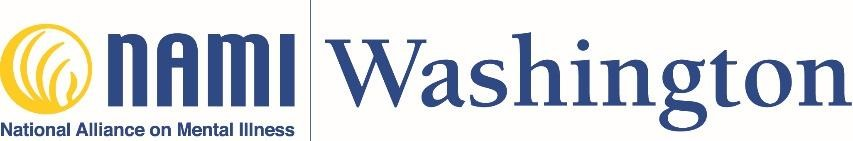 NAMI
National Alliance on Mental Illness
Washington